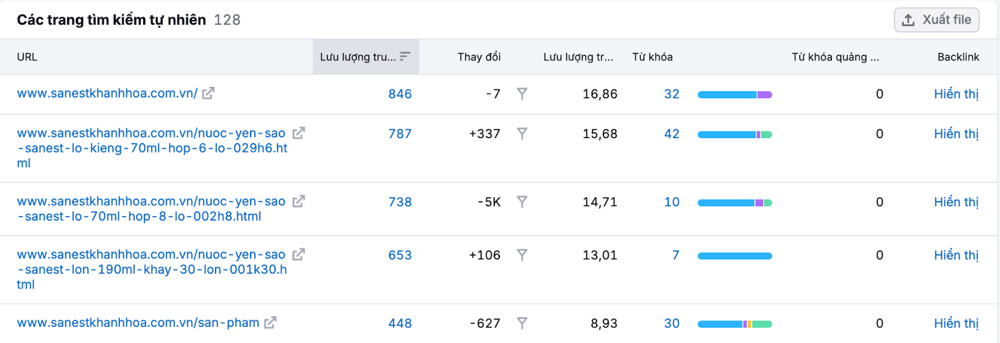 Các trang tìm kiếm tự nhiên 128
Xuất file
URL Lưu lượng tru... Thay đổi Lưu lượng tr... Từ khóa Từ khóa quảng ... Backlink
www.sanestkhanhhoa.com.vn/ 846 -7 16,86 32 0 Hiển thị
www.sanestkhanhhoa.com.vn/nuoc-yen-sao 787 +337 15,68 42 0 Hiển thị
-sanest-lo-kieng-70ml-hop-6-lo-029h6.ht
ml
www.sanestkhanhhoa.com.vn/nuoc-yen-sao 738 -5K 14,71 10 0 Hiển thị
-sanest-lo-70ml-hop-8-lo-002h8.html
www.sanestkhanhhoa.com.vn/nuoc-yen-sao 653 +106 13,01 7 0 Hiển thị
-sanest-lon-190ml-khay-30-lon-001k30.h
tml
www.sanestkhanhhoa.com.vn/san-pham 448 -627 8,93 30 0 Hiển thị